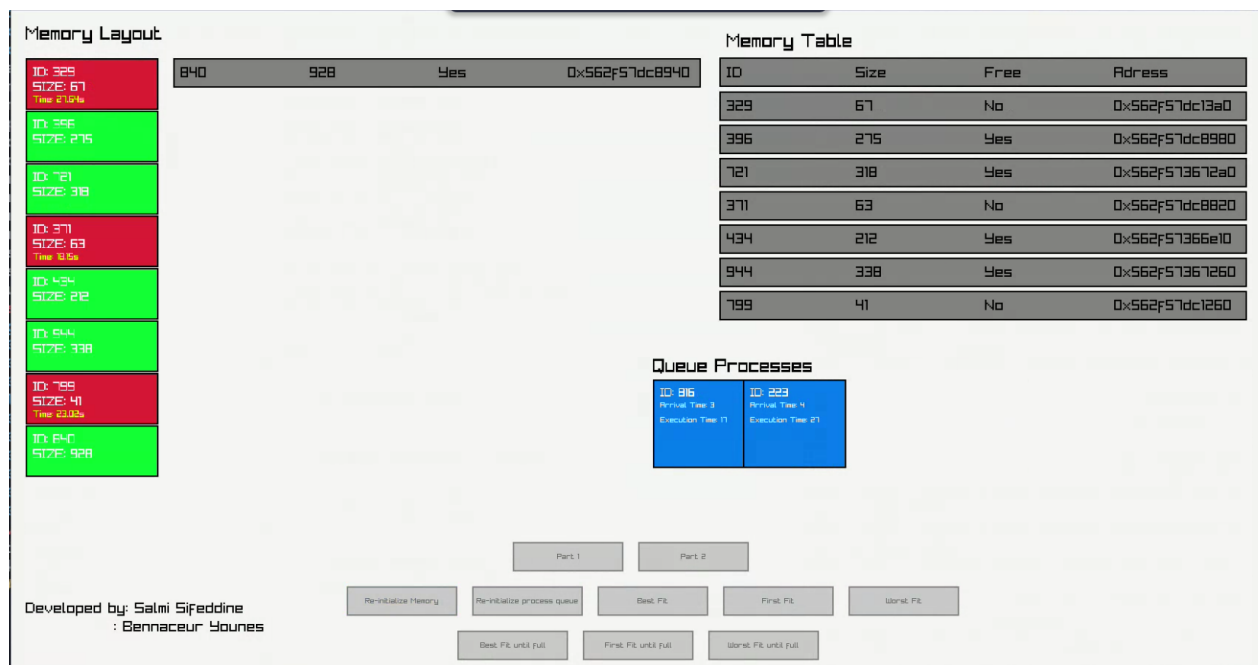 Memory Layout
ID: 329
SIZE: 67
Time: 27.64s
ID: 396
SIZE: 275
ID: 721
SIZE: 318
ID: 371
SIZE: 63
Time: 19.15s
ID: 434
SIZE: 212
ID: 944
SIZE: 338
ID: 799
SIZE: 41
Time: 23.02s
ID: 840
SIZE: 928
840 928 Yes 0x562f57dc8940
Memory Table
ID Size Free Adress
329 67 No 0x562f57dc13a0
396 275 Yes 0x562f57dc8980
721 318 Yes 0x562f573672a0
371 63 No 0x562f57dc8820
434 212 Yes 0x562f57366e10
944 338 Yes 0x562f57367260
799 41 No 0x562f57dc1260
Queue Processes
ID: 816
Arrival Time: 3
Execution Time: 17
ID: 223
Arrival Time: 4
Execution Time: 27
Part 1 Part 2
Re-initialize Memory Re-initialize process queue Best Fit First Fit Worst Fit
Best Fit until full First Fit until full Worst Fit until full
Developed by: Salmi Sifeddine
: Bennaceur Younes